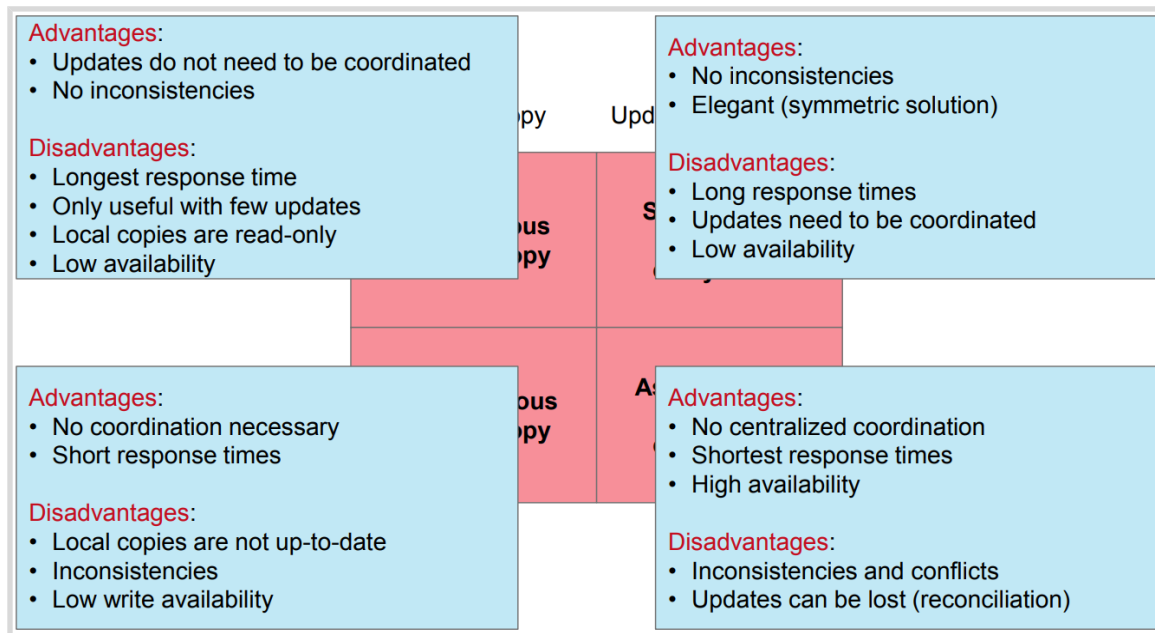 Advantages:
• Updates do not need to be coordinated
• No inconsistencies
Disadvantages:
• Longest response time
• Only useful with few updates
• Local copies are read-only
• Low availability
Advantages:
• No inconsistencies
• Elegant (symmetric solution)
Disadvantages:
• Long response times
• Updates need to be coordinated
• Low availability
Advantages:
• No coordination necessary
• Short response times
Disadvantages:
• Local copies are not up-to-date
• Inconsistencies
• Low write availability
Advantages:
• No centralized coordination
• Shortest response times
• High availability
Disadvantages:
• Inconsistencies and conflicts
• Updates can be lost (reconciliation)